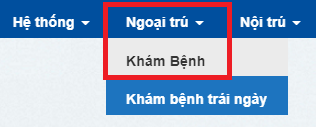 Hệ thống Ngoại trú Nội trú
Khám Bệnh
Khám bệnh trái ngày